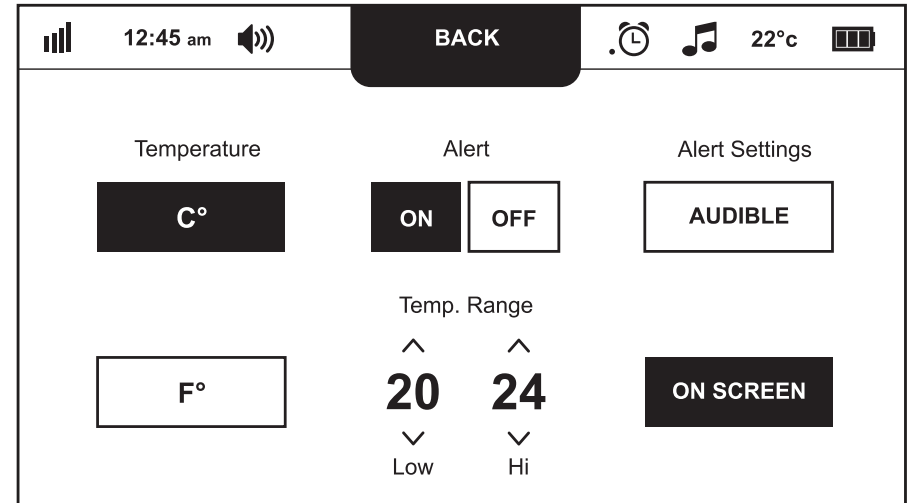 12:45 am BACK 22°c
Temperature Alert Alert Settings
C° ON OFF AUDIBLE
Temp. Range
F° 20 24 ON SCREEN
Low Hi